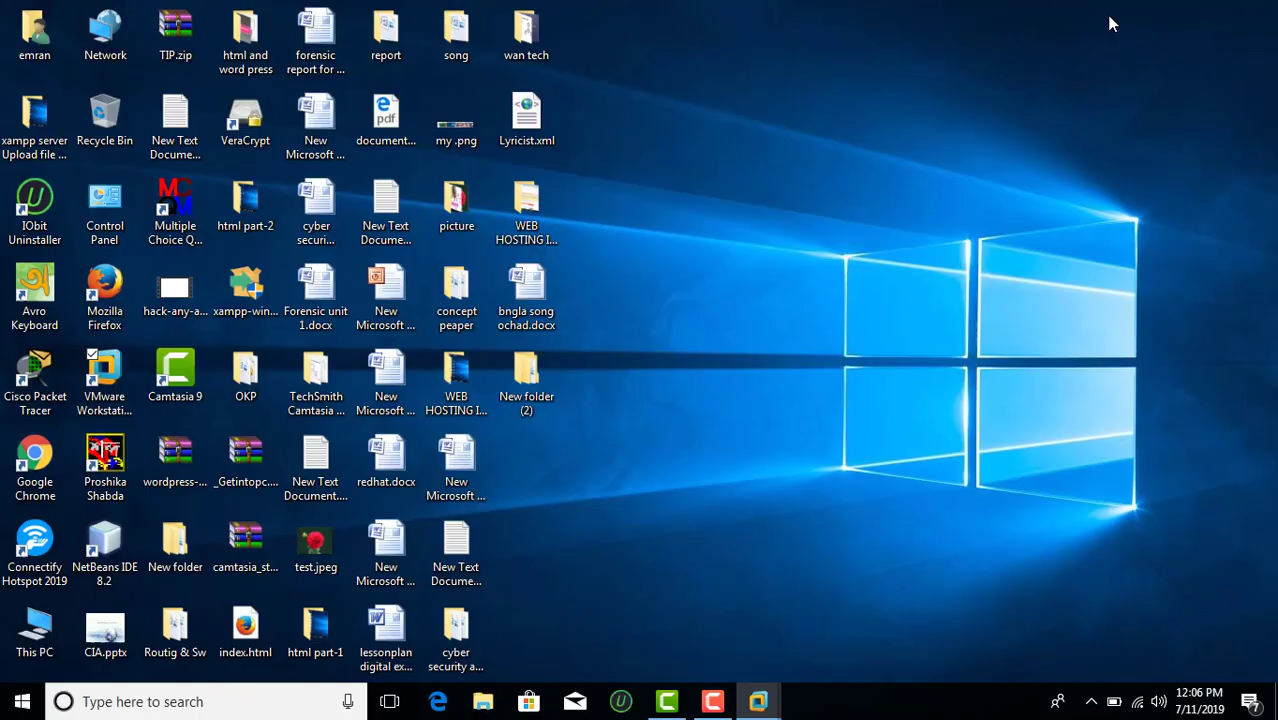 emran
Network
TIP.zip
html and
word press
forensic
report for ...
report
song
wan tech
xampp server
Upload file ...
Recycle Bin
New Text
Docume...
VeraCrypt
New
Microsoft ...
document...
my .png
Lyricist.xml
IObit
Uninstaller
Control
Panel
Multiple
Choice Q...
html part-2
cyber
securi...
New Text
Docume...
picture
WEB
HOSTING I...
Avro
Keyboard
Mozilla
Firefox
hack-any-a...
xampp-win...
Forensic unit
1.docx
New
Microsoft ...
concept
peaper
bngla song
ochad.docx
Cisco Packet
Tracer
VMware
Workstati...
Camtasia 9
OKP
TechSmith
Camtasia ...
New
Microsoft ...
WEB
HOSTING I...
New folder
(2)
Google
Chrome
Proshika
Shabda
wordpress-...
_Getintopc....
New Text
Document....
redhat.docx
New
Microsoft ...
Connectify
Hotspot 2019
NetBeans IDE
8.2
New folder
camtasia_st...
test.jpeg
New
Microsoft ...
New Text
Docume...
This PC
CIA.pptx
Routig & Sw
index.html
html part-1
lessonplan
digital ex...
cyber
security a...
Type here to search
12:06 PM
7/11/2019
7